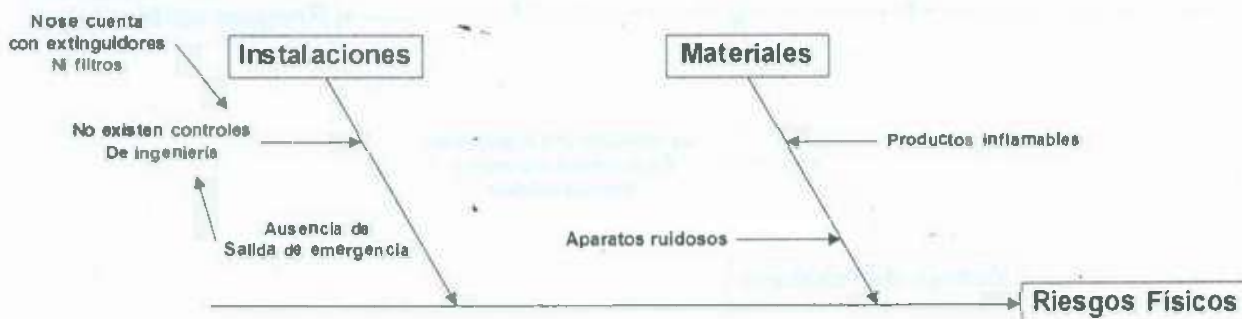 Nose cuenta
con extinguidores
Ni filtros
Instalaciones
Materiales
No existen controles
De ingeniería
Productos inflamables
Ausencia de
Salida de emergencia
Aparatos ruidosos
Riesgos Físicos